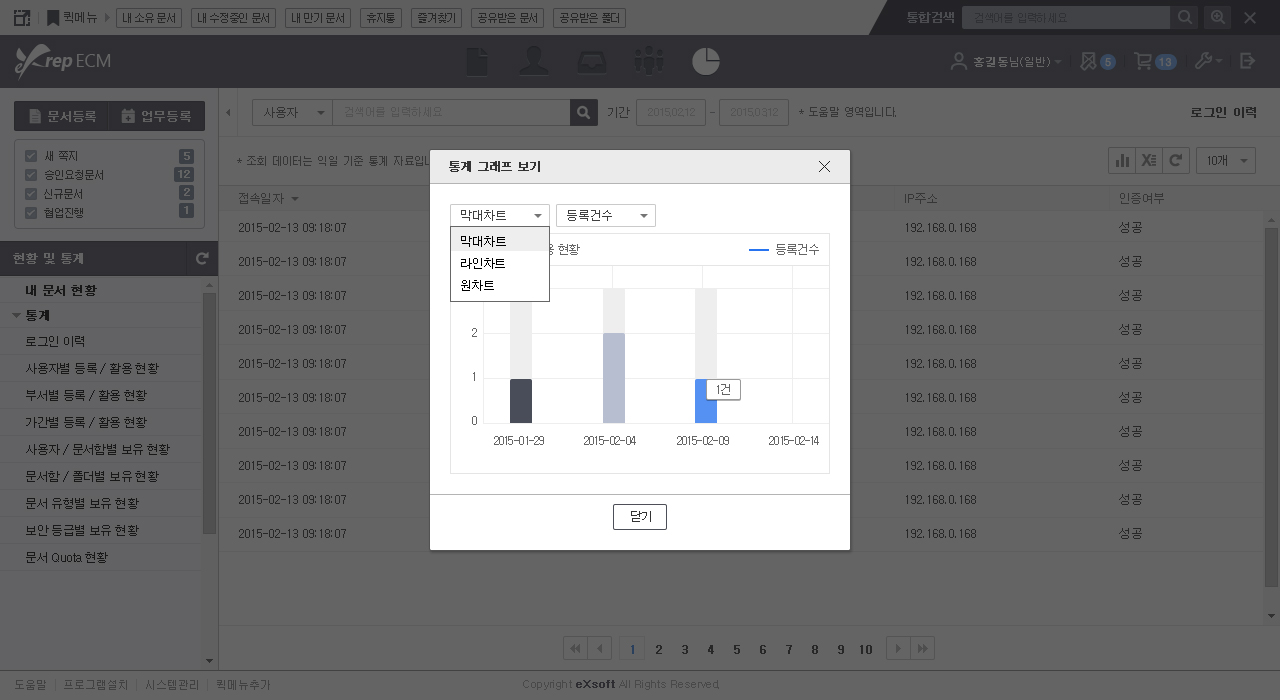 퀵메뉴 내 소유 문서 내 수정중인 문서 내 만기 문서 휴지통 즐겨찾기 공유받은 문서 공유받은 폴더 통합검색 검색어를 입력하세요
eXrep ECM 홍길동님(일반) 5 13
문서등록 업무등록 사용자 검색어를 입력하세요 기간 2015.02.12 - 2015.03.12 * 도움말 영역입니다. 로그인 이력
새 쪽지 5
승인요청문서 12
신규문서 2
협업진행 1
* 조회 데이터는 익일 기준 통계 자료입니 10개
접속일자 IP주소 인증여부
2015-02-13 09:18:07 192.168.0.168 성공
2015-02-13 09:18:07 192.168.0.168 성공
2015-02-13 09:18:07 192.168.0.168 성공
2015-02-13 09:18:07 192.168.0.168 성공
2015-02-13 09:18:07 192.168.0.168 성공
2015-02-13 09:18:07 192.168.0.168 성공
2015-02-13 09:18:07 192.168.0.168 성공
2015-02-13 09:18:07 192.168.0.168 성공
2015-02-13 09:18:07 192.168.0.168 성공
2015-02-13 09:18:07 192.168.0.168 성공
현황 및 통계
내 문서 현황
통계
로그인 이력
사용자별 등록 / 활용 현황
부서별 등록 / 활용 현황
기간별 등록 / 활용 현황
사용자 / 문서함별 보유 현황
문서함 / 폴더별 보유 현황
문서 유형별 보유 현황
보안 등급별 보유 현황
문서 Quota 현황
통계 그래프 보기
막대차트 등록건수
막대차트
라인차트
원차트
용 현황 등록건수
2
1
0
1건
2015-01-29 2015-02-04 2015-02-09 2015-02-14
닫기
1 2 3 4 5 6 7 8 9 10
도움말 프로그램설치 시스템관리 퀵메뉴추가 Copyright eXsoft All Rights Reserved.